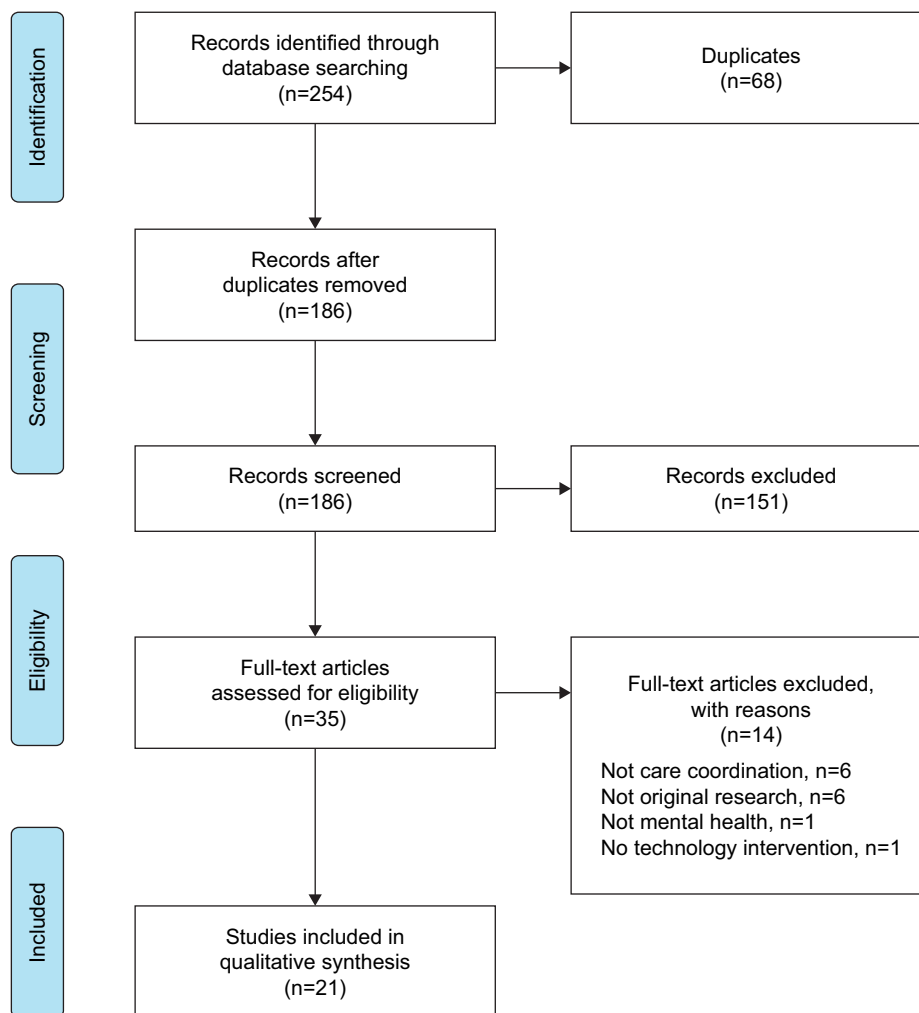 Identification
Records identified through
database searching
(n=254)
Duplicates
(n=68)
Screening
Records after
duplicates removed
(n=186)
Records screened
(n=186)
Records excluded
(n=151)
Eligibility
Full-text articles
assessed for eligibility
(n=35)
Full-text articles excluded,
with reasons
(n=14)
Not care coordination, n=6
Not original research, n=6
Not mental health, n=1
No technology intervention, n=1
Included
Studies included in
qualitative synthesis
(n=21)